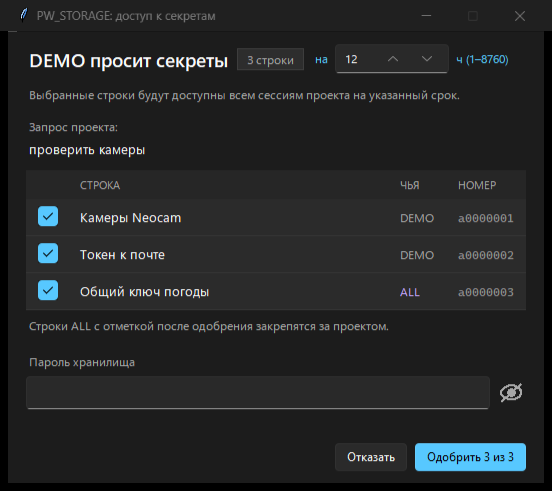 PW_STORAGE: доступ к секретам
DEMO просит секреты 3 строки на 12 ч (1–8760)
Выбранные строки будут доступны всем сессиям проекта на указанный срок.
Запрос проекта:
проверить камеры
СТРОКА ЧЬЯ НОМЕР
Камеры Neocam DEMO a0000001
Токен к почте DEMO a0000002
Общий ключ погоды ALL a0000003
Строки ALL с отметкой после одобрения закрепятся за проектом.
Пароль хранилища
Отказать Одобрить 3 из 3